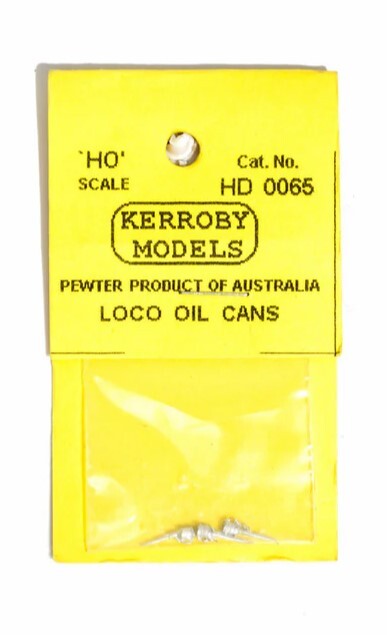 `HO'
SCALE
Cat. No.
HD 0065
KERROBY
MODELS
PEWTER PRODUCT OF AUSTRALIA
LOCO OIL CANS